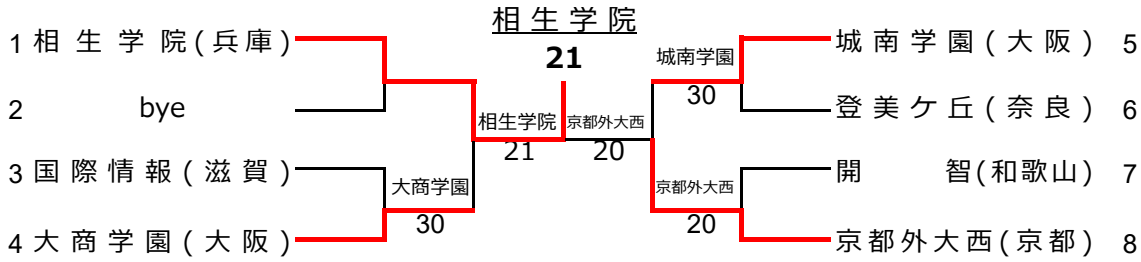 相生学院
21
1 相生学院(兵庫)
2 bye
3 国際情報(滋賀)
4 大商学園(大阪)
大商学園
30
相生学院
21
京都外大西
20
城南学園
30
京都外大西
20
城南学園(大阪) 5
登美ケ丘(奈良) 6
開 智(和歌山) 7
京都外大西(京都) 8